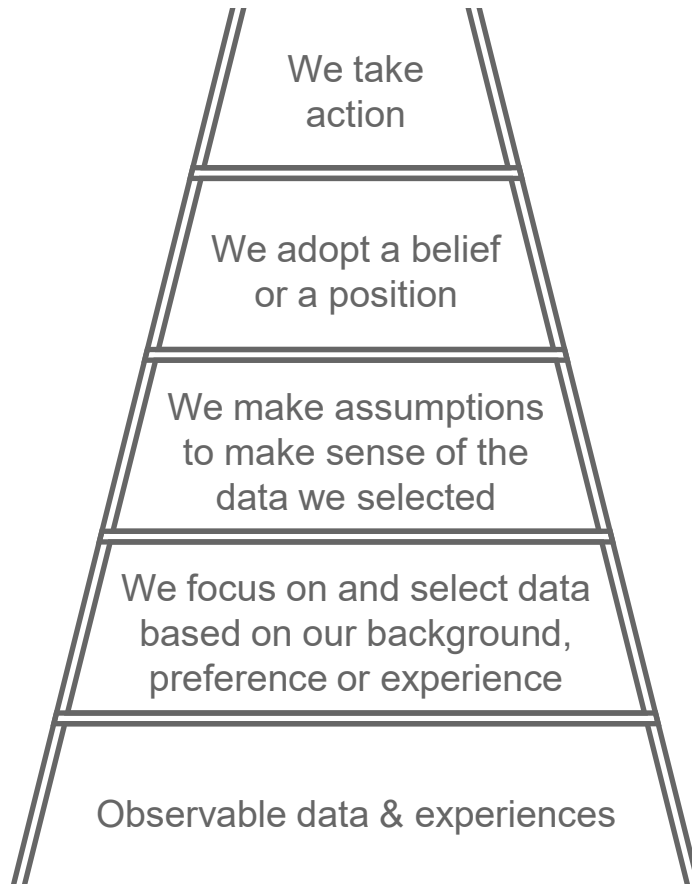 We take
action
We adopt a belief
or a position
We make assumptions
to make sense of the
data we selected
We focus on and select data
based on our background,
preference or experience
Observable data & experiences